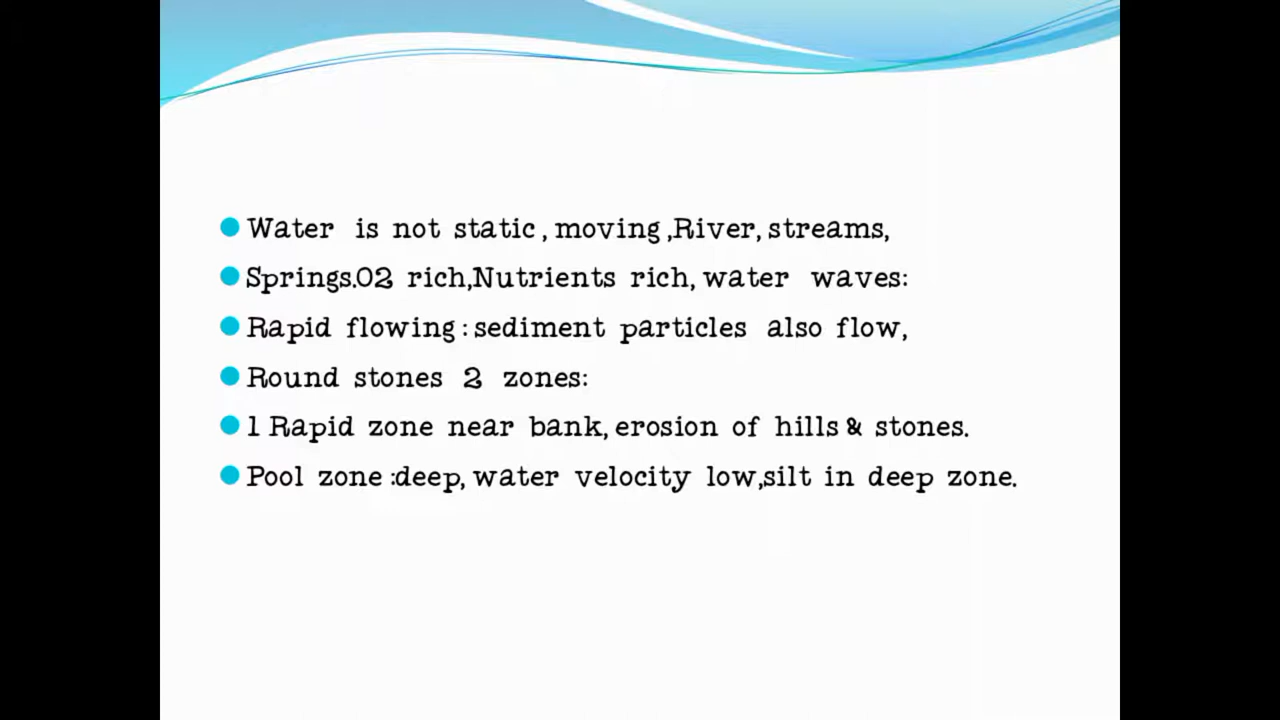 Water is not static , moving ,River, streams,
Springs.O2 rich,Nutrients rich, water waves:
Rapid flowing : sediment particles also flow,
Round stones 2 zones:
1 Rapid zone near bank, erosion of hills & stones.
Pool zone :deep, water velocity low,silt in deep zone.